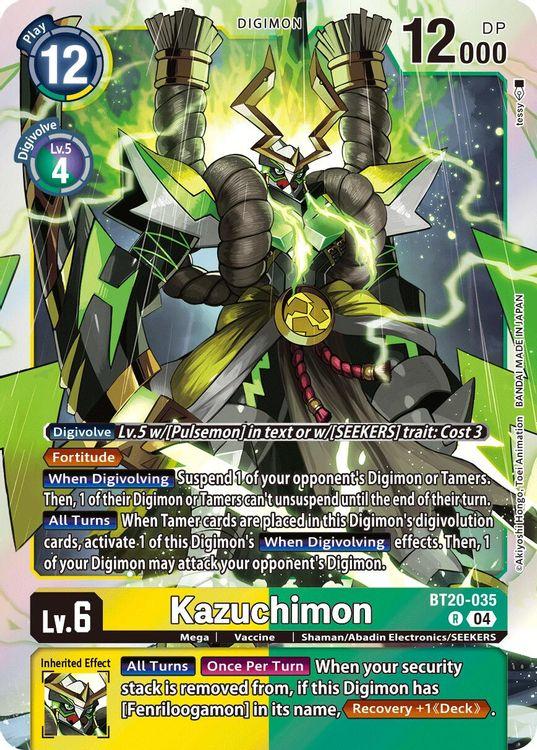 DIGIMON
Play
12
DP
12000
tessy
Digivolve
Lv.5
4
Digivolve Lv.5 w/[Pulsemon] in text or w/[SEEKERS] trait: Cost 3
Fortitude
When Digivolving Suspend 1 of your opponent's Digimon or Tamers.
Then, 1 of their Digimon or Tamers can't unsuspend until the end of their turn.
All Turns When Tamer cards are placed in this Digimon's digivolution
cards, activate 1 of this Digimon's When Digivolving effects. Then, 1
of your Digimon may attack your opponent's Digimon.
©Akiyoshi Hongo, Toei Animation BANDAI MADE IN JAPAN
Lv.6
Kazuchimon
BT20-035
R 04
Mega | Vaccine | Shaman/Abadin Electronics/SEEKERS
Inherited Effect
All Turns Once Per Turn When your security
stack is removed from, if this Digimon has
[Fenriloogamon] in its name, Recovery +1《Deck》.